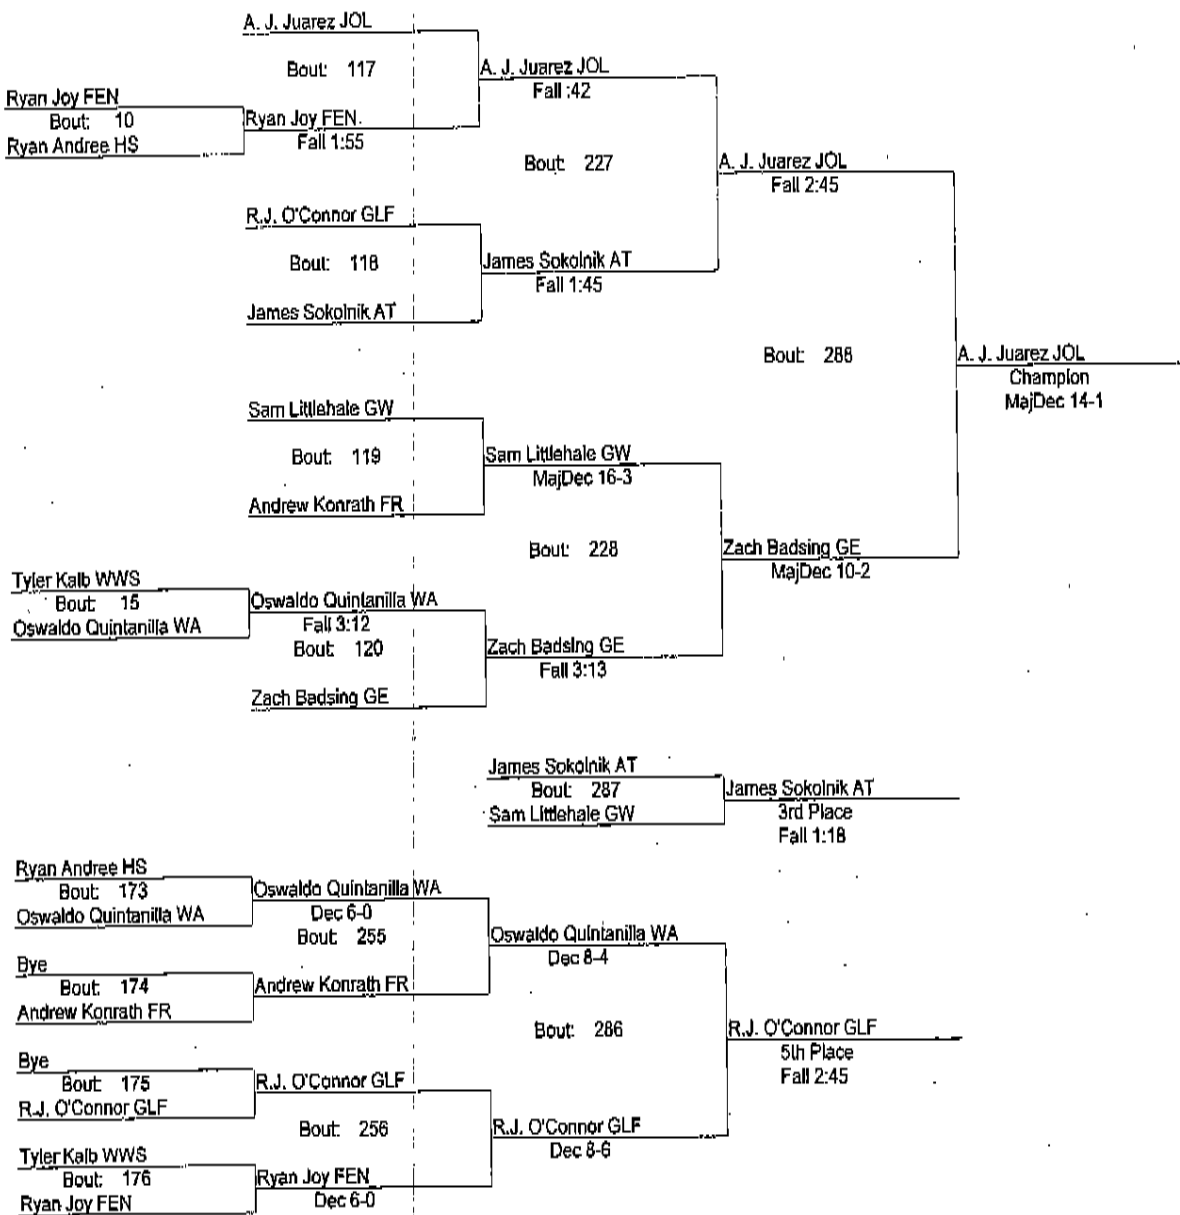 A. J. Juarez JOL
Bout: 117
A. J. Juarez JOL
Fall :42
Ryan Joy FEN
Bout: 10
Ryan Andree HS
Ryan Joy FEN
Fall 1:55
Bout: 227
A. J. Juarez JOL
Fall 2:45
R.J. O'Connor GLF
Bout: 118
James Sokolnik AT
Fall 1:45
James Sokolnik AT
Bout: 288
A. J. Juarez JOL
Champion
MajDec 14-1
Sam Littlehale GW
Bout: 119
Sam Littlehale GW
MajDec 16-3
Andrew Konrath FR
Bout: 228
Zach Badsing GE
MajDec 10-2
Tyler Kalb WWS
Bout: 15
Oswaldo Quintanilla WA
Oswaldo Quintanilla WA
Fall 3:12
Bout: 120
Zach Badsing GE
Fall 3:13
Zach Badsing GE
James Sokolnik AT
Bout: 287
Sam Littlehale GW
James Sokolnik AT
3rd Place
Fall 1:18
Ryan Andree HS
Bout: 173
Oswaldo Quintanilla WA
Oswaldo Quintanilla WA
Dec 6-0
Bout: 255
Oswaldo Quintanilla WA
Dec 8-4
Bye
Bout: 174
Andrew Konrath FR
Andrew Konrath FR
Bout: 286
R.J. O'Connor GLF
5th Place
Fall 2:45
Bye
Bout: 175
R.J. O'Connor GLF
R.J. O'Connor GLF
Bout: 256
R.J. O'Connor GLF
Dec 8-6
Tyler Kalb WWS
Bout: 176
Ryan Joy FEN
Ryan Joy FEN
Dec 6-0